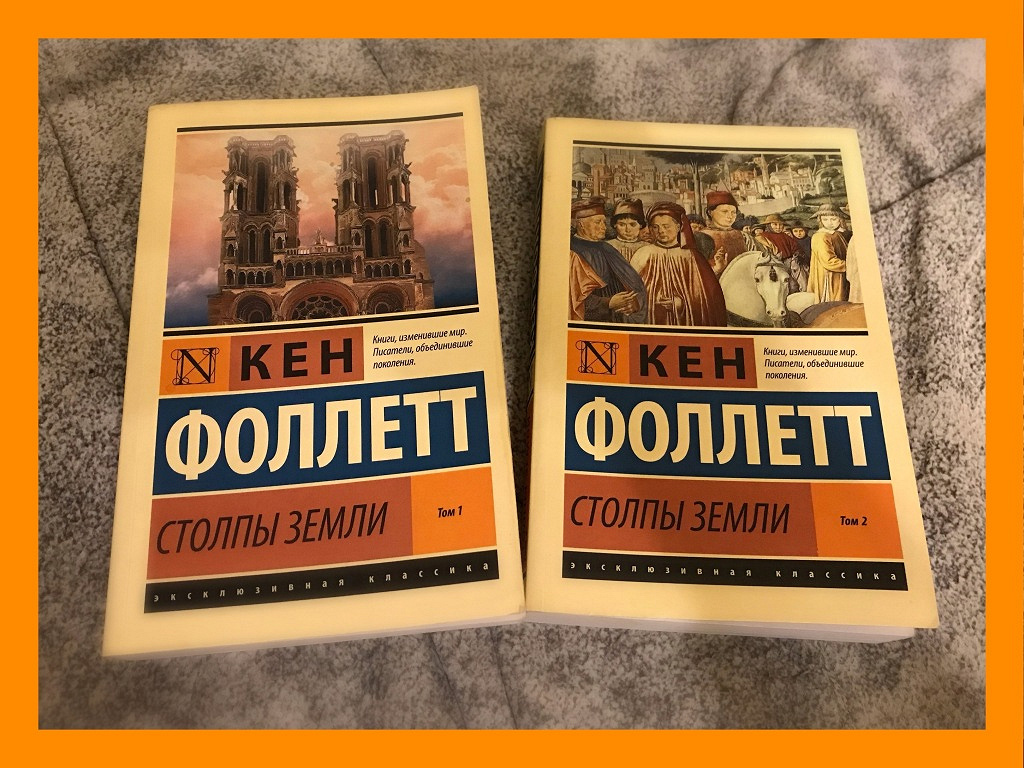 N КЕН
Книги, изменившие мир.
Писатели, объединившие
поколения.
ФОЛЛЕТТ
СТОЛПЫ ЗЕМЛИ
Том 1
эксклюзивная классика
N КЕН
Книги, изменившие мир.
Писатели, объединившие
поколения.
ФОЛЛЕТТ
СТОЛПЫ ЗЕМЛИ
Том 2
эксклюзивная классика